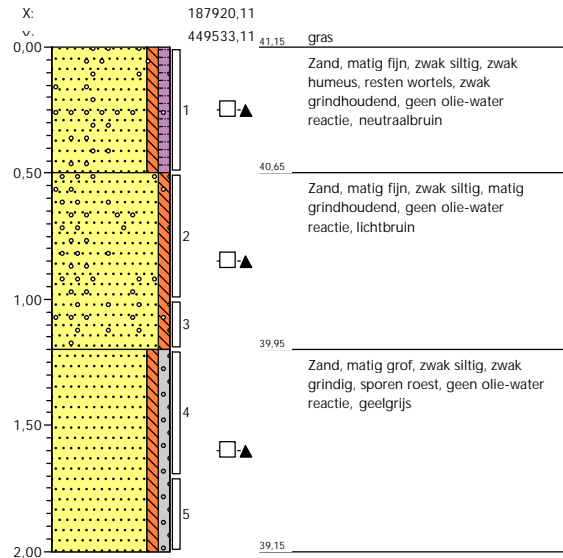 X: 187920,11
449533,11
0,00
41,15 gras
Zand, matig fijn, zwak siltig, zwak
humeus, resten wortels, zwak
grindhoudend, geen olie-water
reactie, neutraalbruin
1
0,50
40,65
Zand, matig fijn, zwak siltig, matig
grindhoudend, geen olie-water
reactie, lichtbruin
2
1,00
3
39,95
Zand, matig grof, zwak siltig, zwak
grindig, sporen roest, geen olie-water
reactie, geelgrijs
4
1,50
5
2,00
39,15